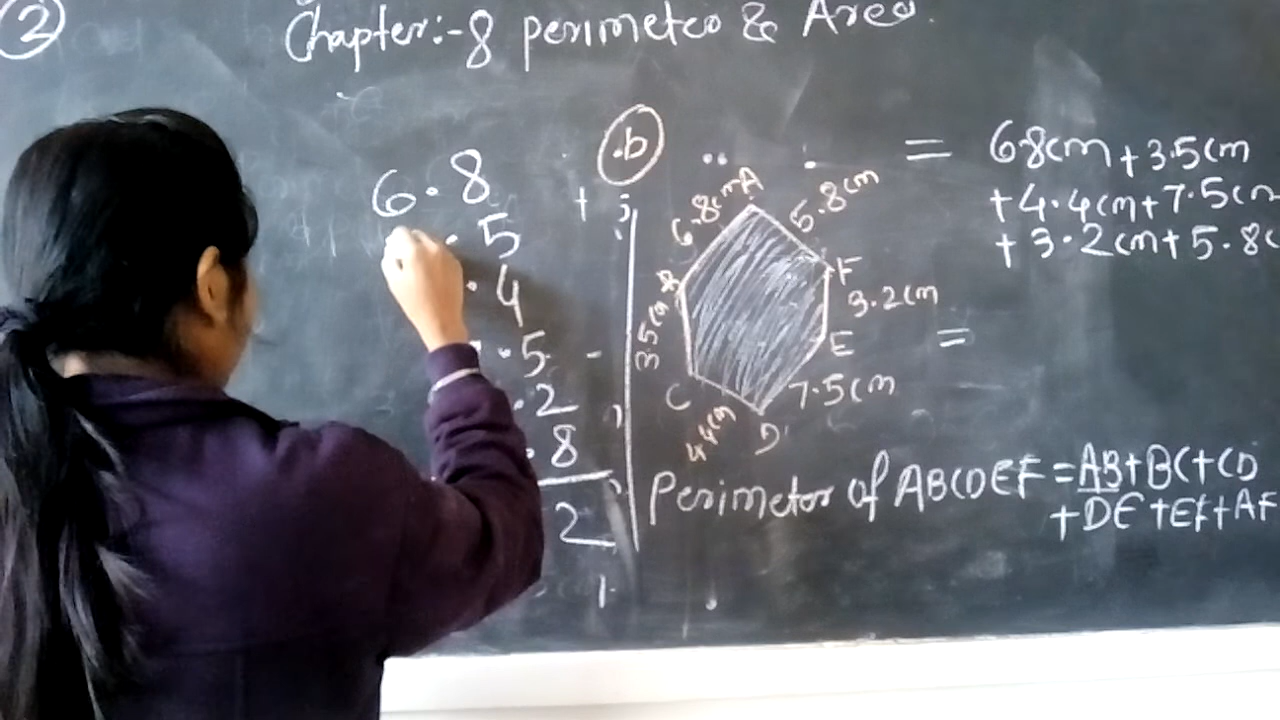 2
Chapter:-8 perimeter & Area.
6.8
.5
.4
.5
.2
.8
2
+
b
6.8cm A
5.8cm
B
F
3.5cm
3.2cm
E
C
7.5cm
4.4cm
D
= 6.8cm+3.5cm
+4.4cm+7.5cm
+3.2cm+5.8c
=
Perimeter of ABCDEF = AB+BC+CD
+DE+EF+AF